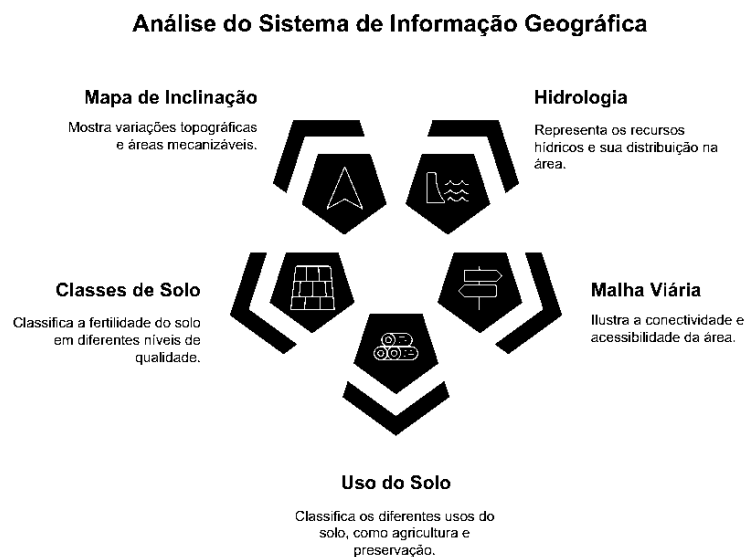 Análise do Sistema de Informação Geográfica
Mapa de Inclinação
Mostra variações topográficas
e áreas mecanizáveis.
Hidrologia
Representa os recursos
hídricos e sua distribuição na
área.
Classes de Solo
Classifica a fertilidade do solo
em diferentes níveis de
qualidade.
Malha Viária
Ilustra a conectividade e
acessibilidade da área.
Uso do Solo
Classifica os diferentes usos do
solo, como agricultura e
preservação.